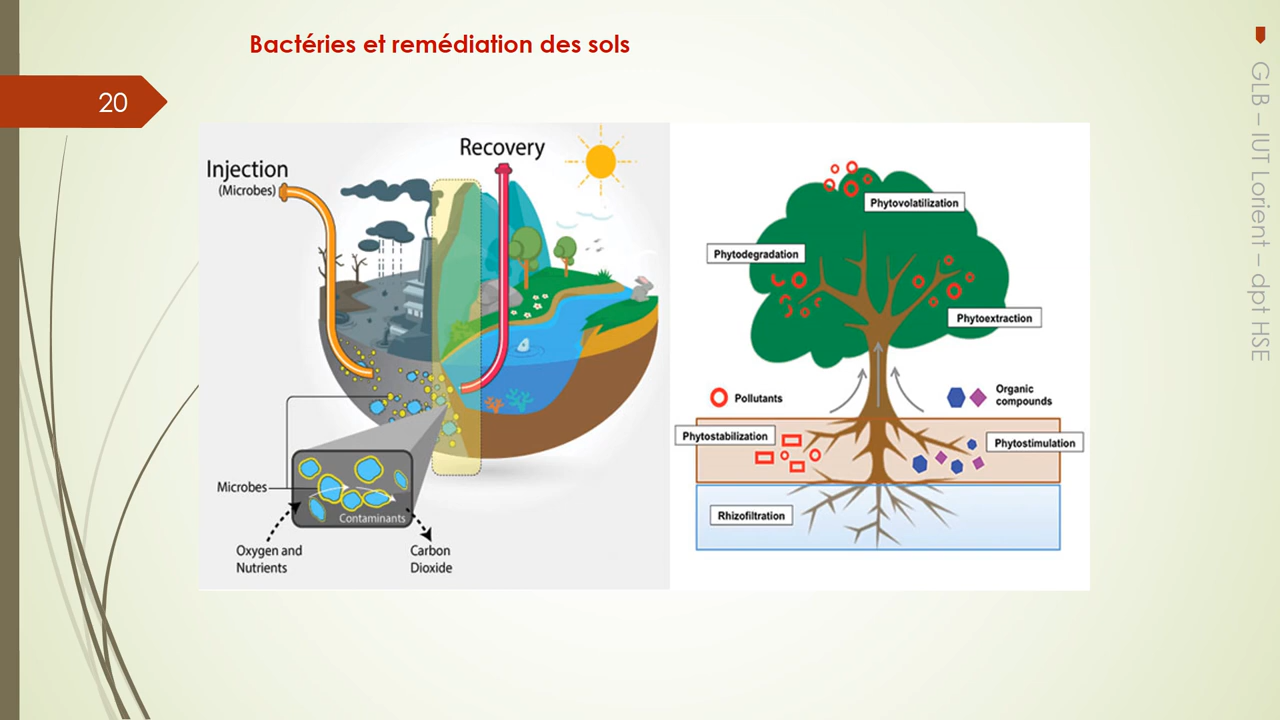 Bactéries et remédiation des sols
20
GLB – IUT Lorient – dpt HSE
Injection
(Microbes)
Recovery
Microbes
Contaminants
Oxygen and
Nutrients
Carbon
Dioxide
Phytovolatilization
Phytodegradation
Phytoextraction
Pollutants
Organic
compounds
Phytostabilization
Phytostimulation
Rhizofiltration